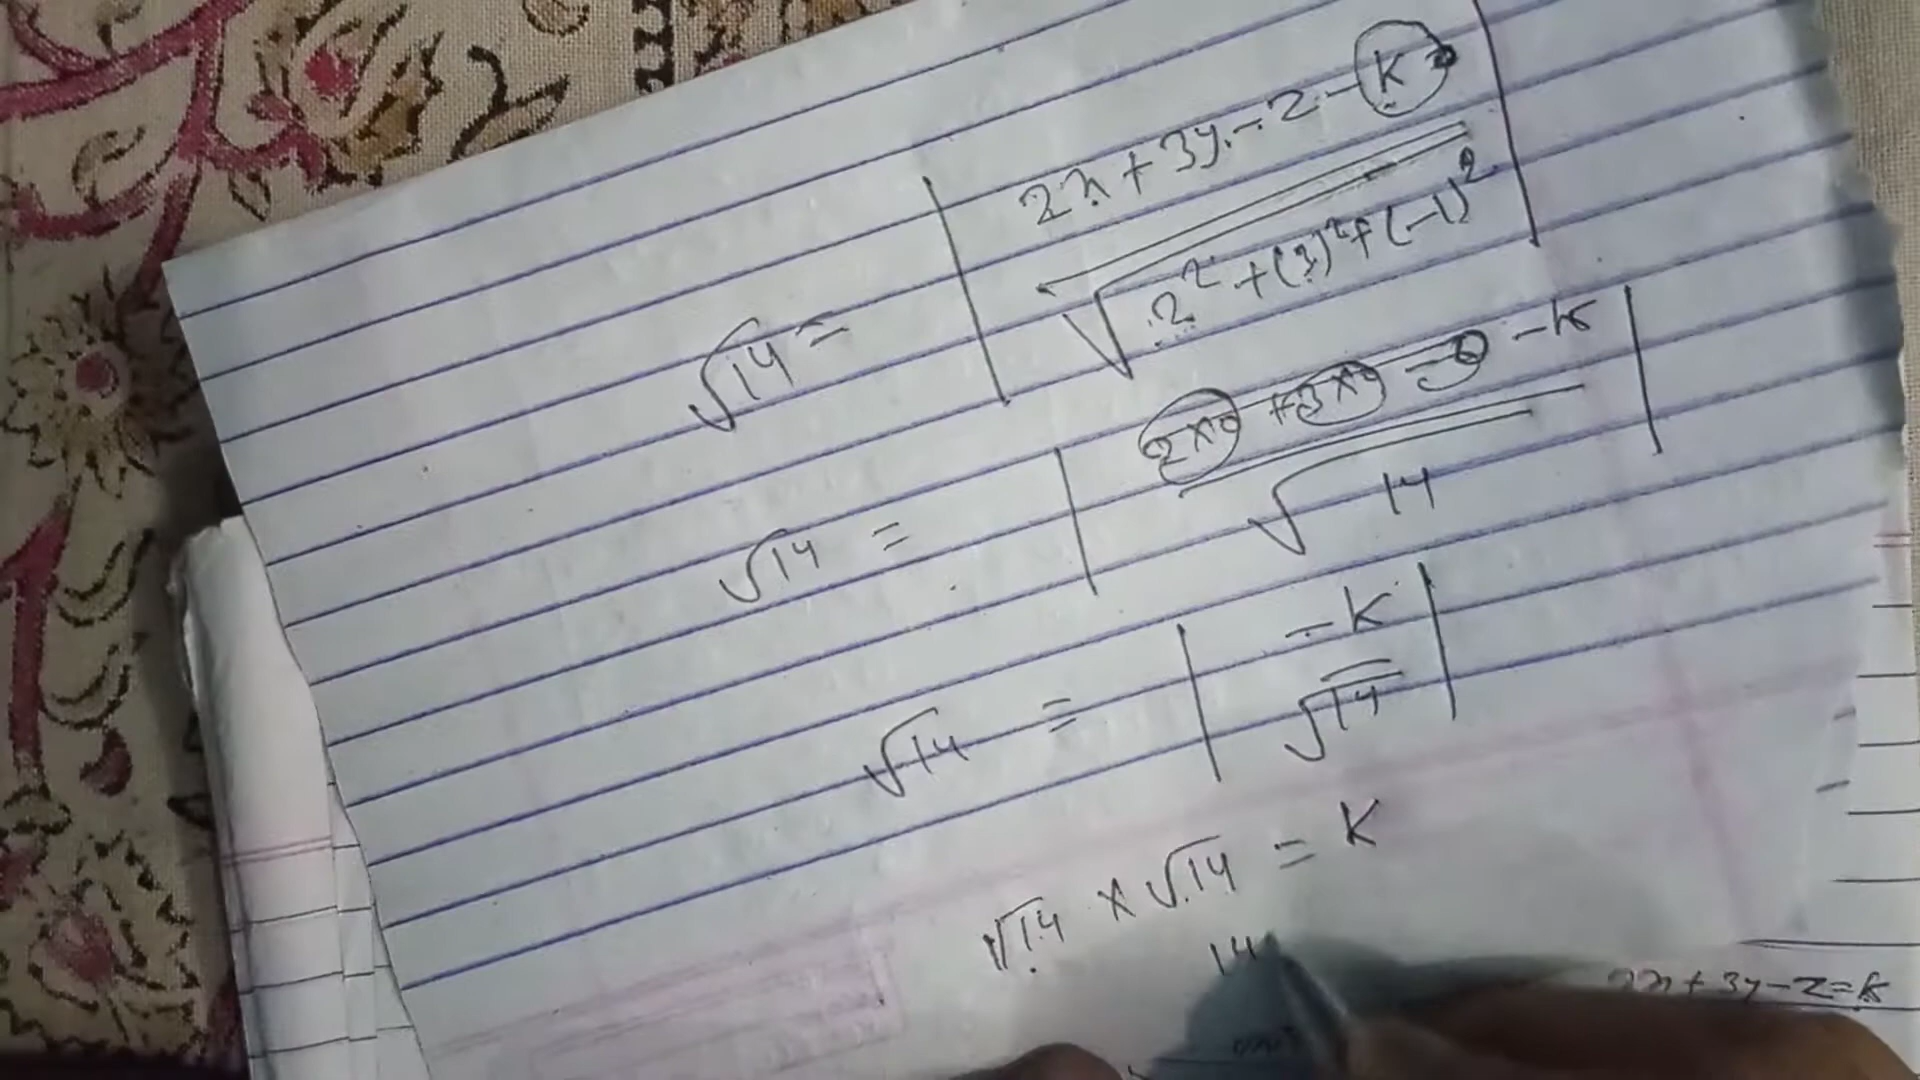 √14 = | 2x + 3y - z - k / √2² + (3)² + (-1)² |
√14 = | 2×0 + 3×0 - 0 - k / √14 |
√14 = | -k / √14 |
√14 × √14 = k
14
2x + 3y - z = k